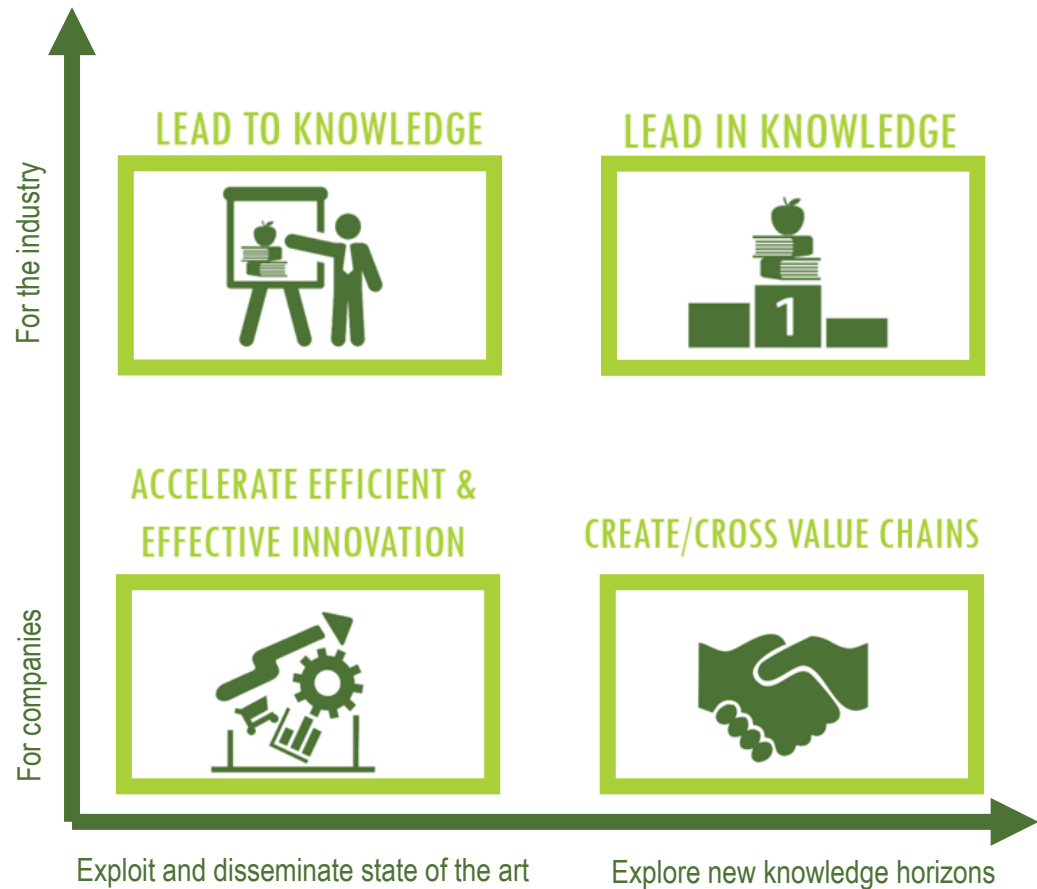 LEAD TO KNOWLEDGE
LEAD IN KNOWLEDGE
For the industry
1
ACCELERATE EFFICIENT &
EFFECTIVE INNOVATION
CREATE/CROSS VALUE CHAINS
For companies
Exploit and disseminate state of the art
Explore new knowledge horizons